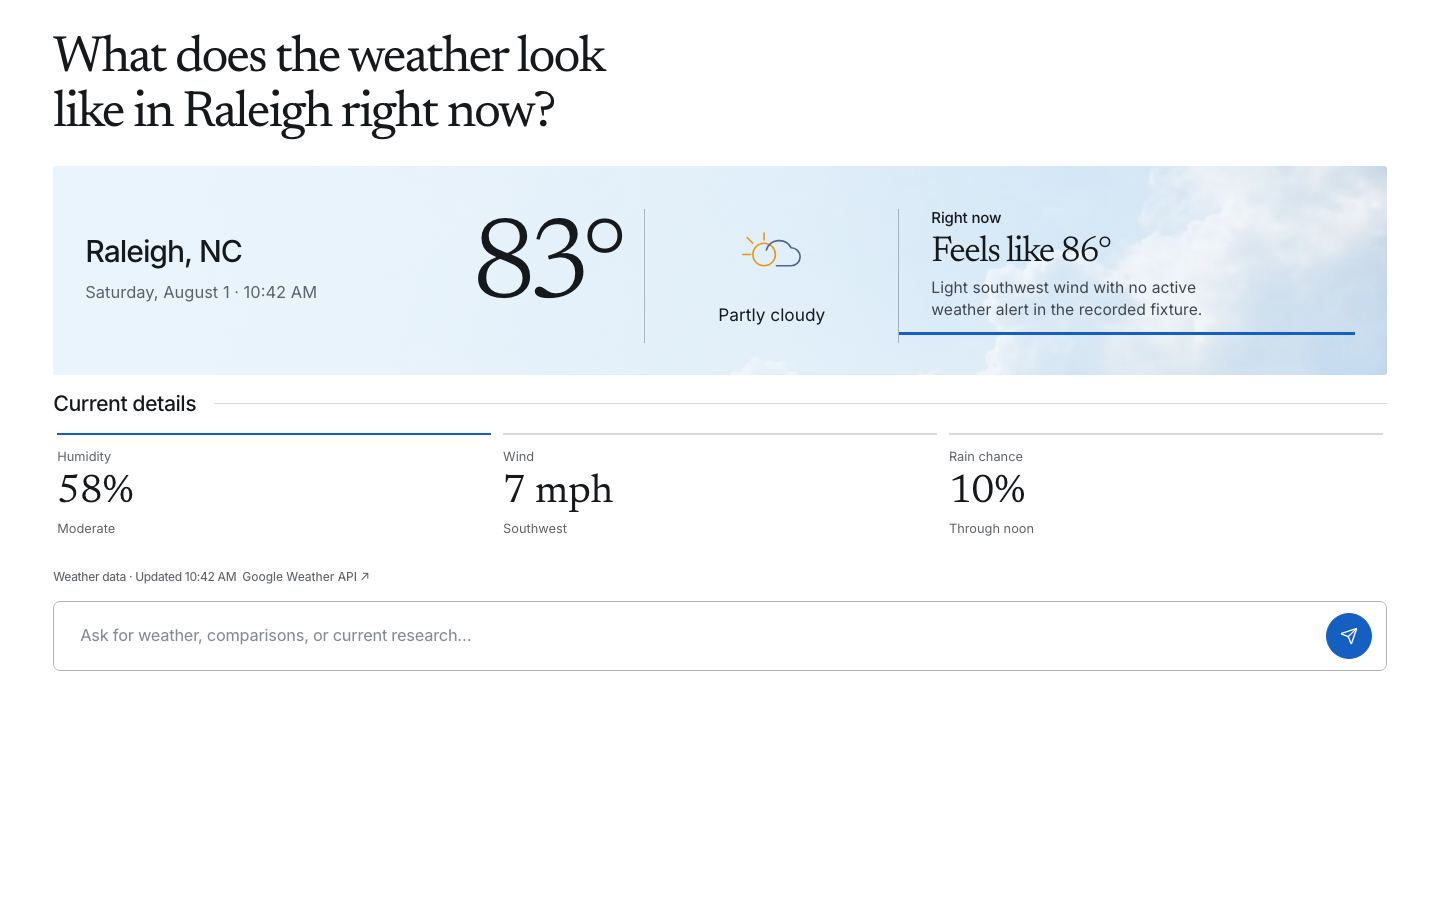 What does the weather look
like in Raleigh right now?
Raleigh, NC
Saturday, August 1 · 10:42 AM
83°
Partly cloudy
Right now
Feels like 86°
Light southwest wind with no active
weather alert in the recorded fixture.
Current details
Humidity
58%
Moderate
Wind
7 mph
Southwest
Rain chance
10%
Through noon
Weather data · Updated 10:42 AM Google Weather API ↗
Ask for weather, comparisons, or current research...